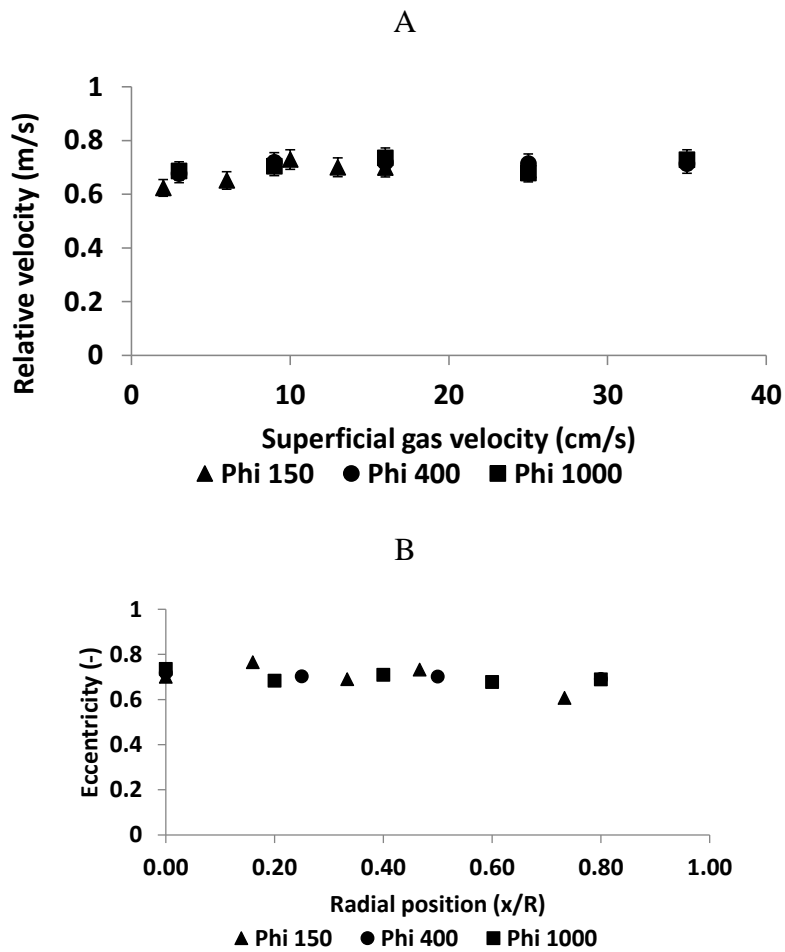 A
1
0.8
0.6
0.4
0.2
0
Relative velocity (m/s)
0 10 20 30 40
Superficial gas velocity (cm/s)
Phi 150 Phi 400 Phi 1000
B
1
0.8
0.6
0.4
0.2
0
Eccentricity (-)
0.00 0.20 0.40 0.60 0.80 1.00
Radial position (x/R)
Phi 150 Phi 400 Phi 1000